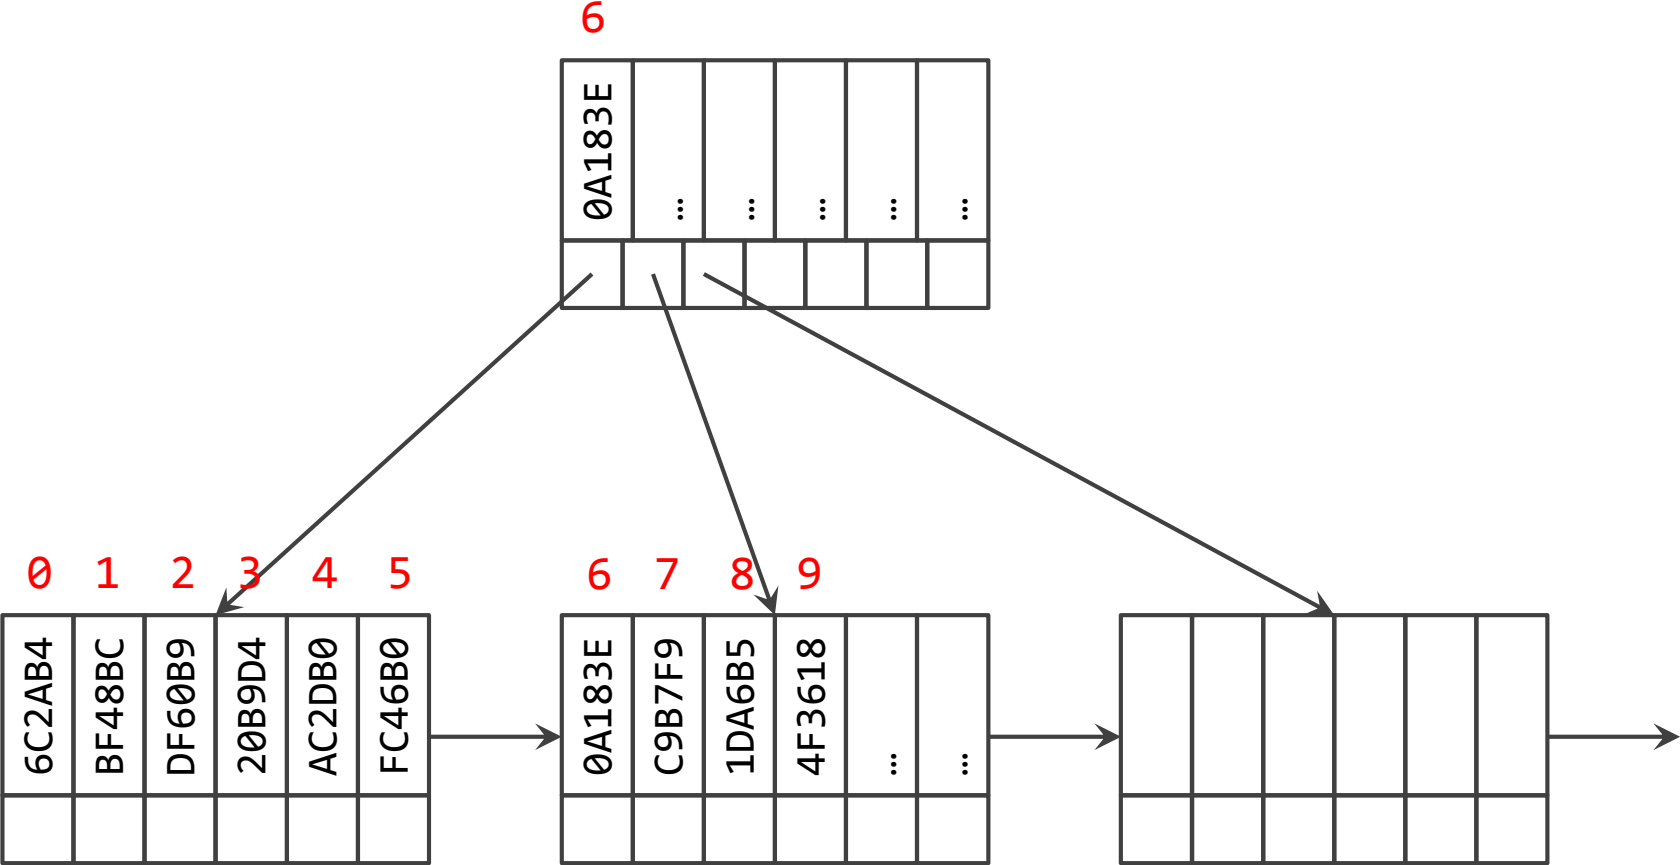 6
0A183E ... ... ... ... ...
0 1 2 3 4 5
6 7 8 9
6C2AB4 BF48BC DF60B9 20B9D4 AC2DB0 FC46B0
0A183E C9B7F9 1DA6B5 4F3618 ... ...